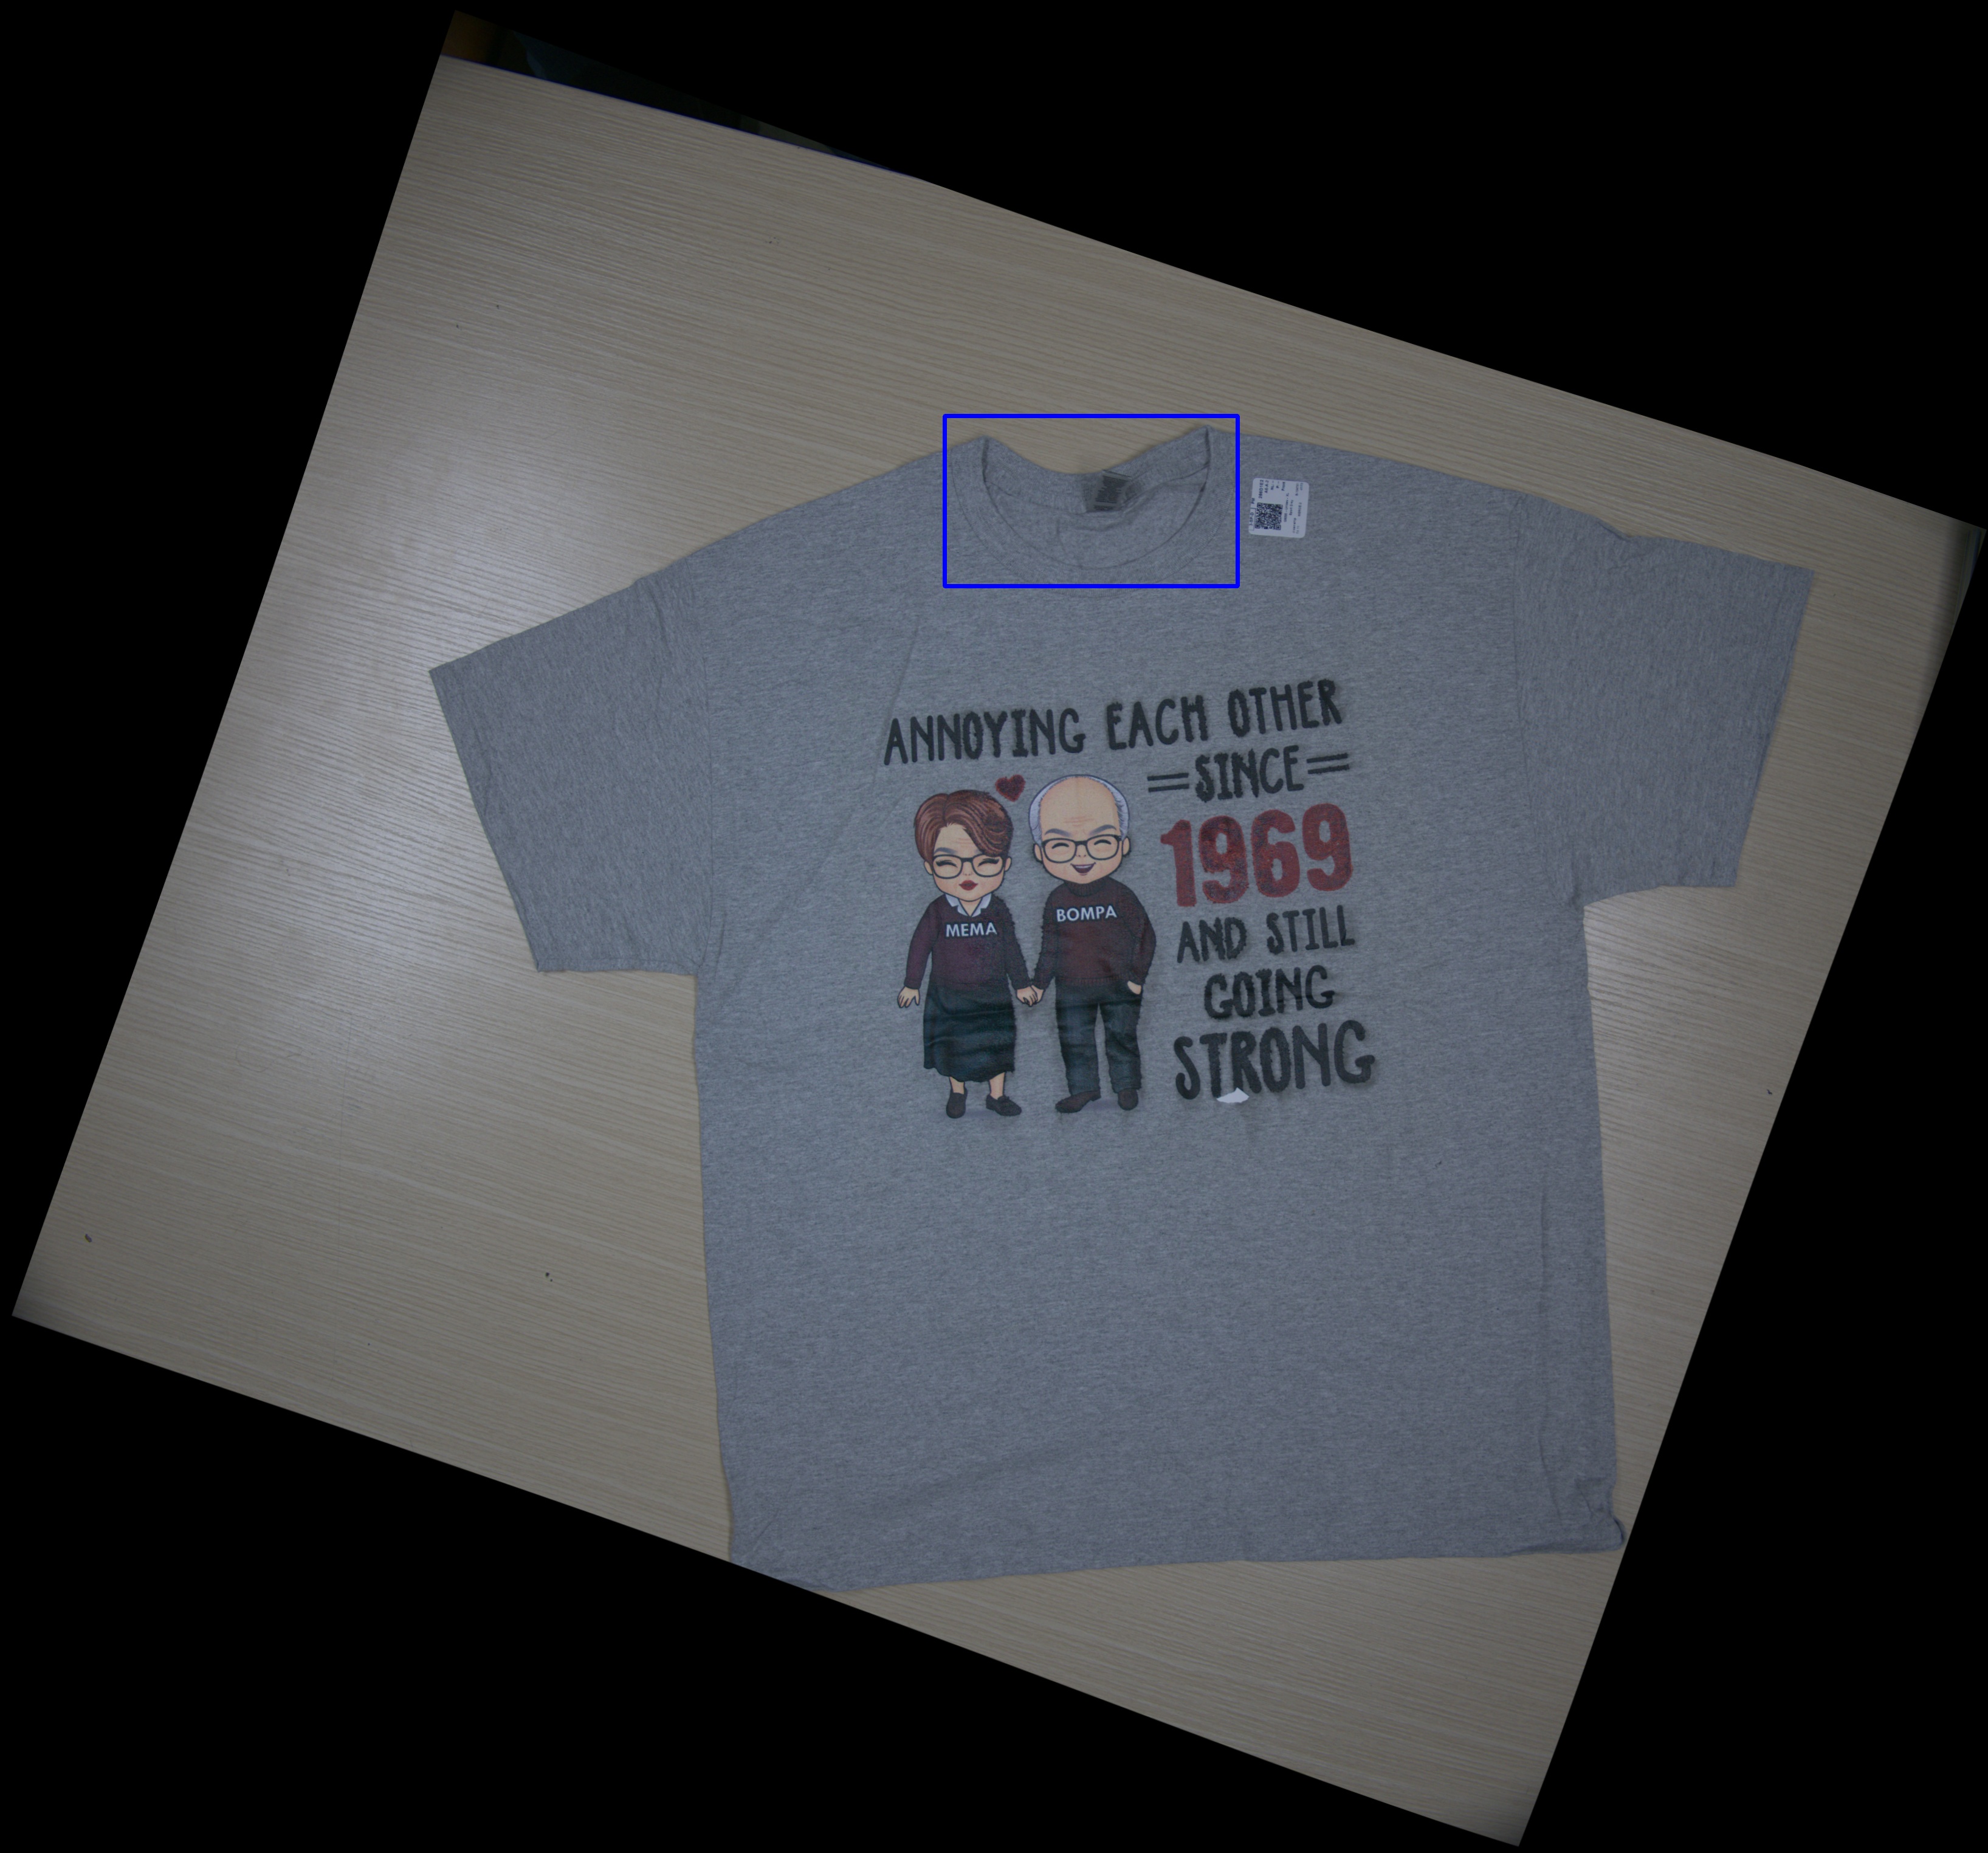 ANNOYING EACH OTHER
=SINCE=
1969
AND STILL
GOING
STRONG
MEMA
BOMPA